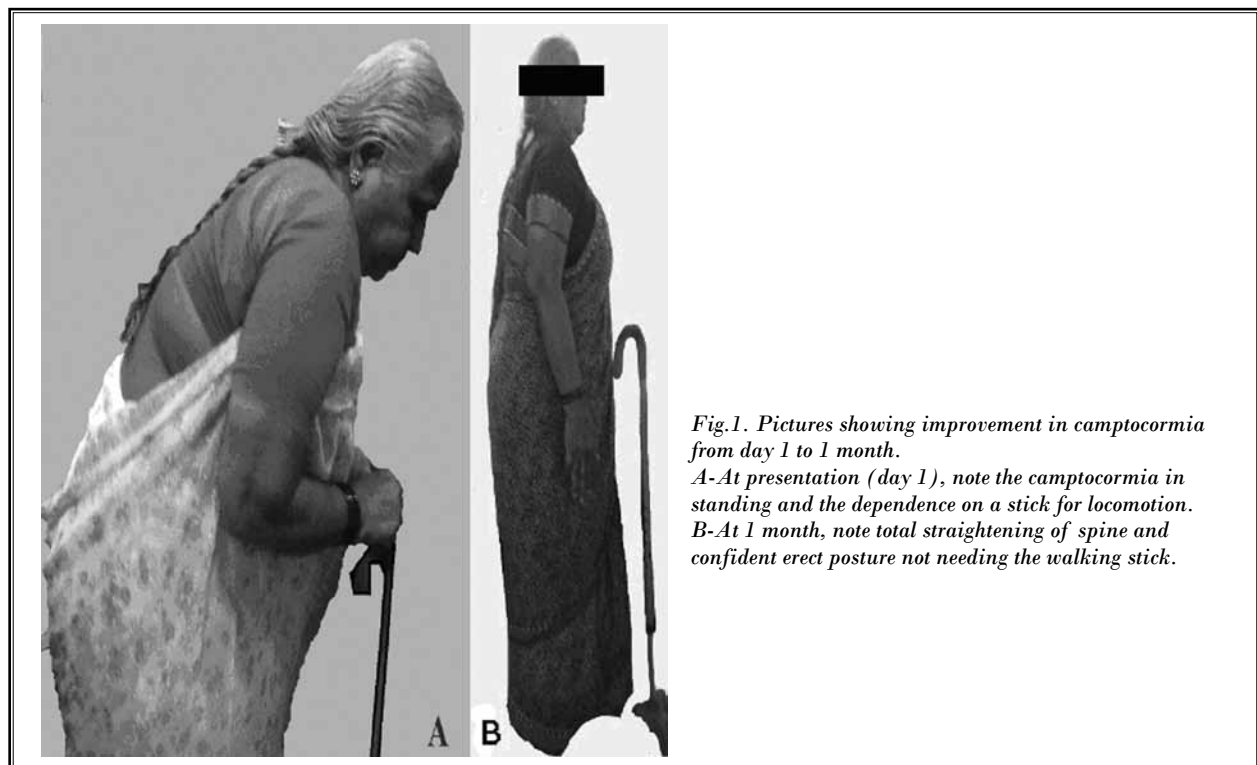 A
B
Fig.1. Pictures showing improvement in camptocormia
from day 1 to 1 month.
A-At presentation (day 1), note the camptocormia in
standing and the dependence on a stick for locomotion.
B-At 1 month, note total straightening of spine and
confident erect posture not needing the walking stick.